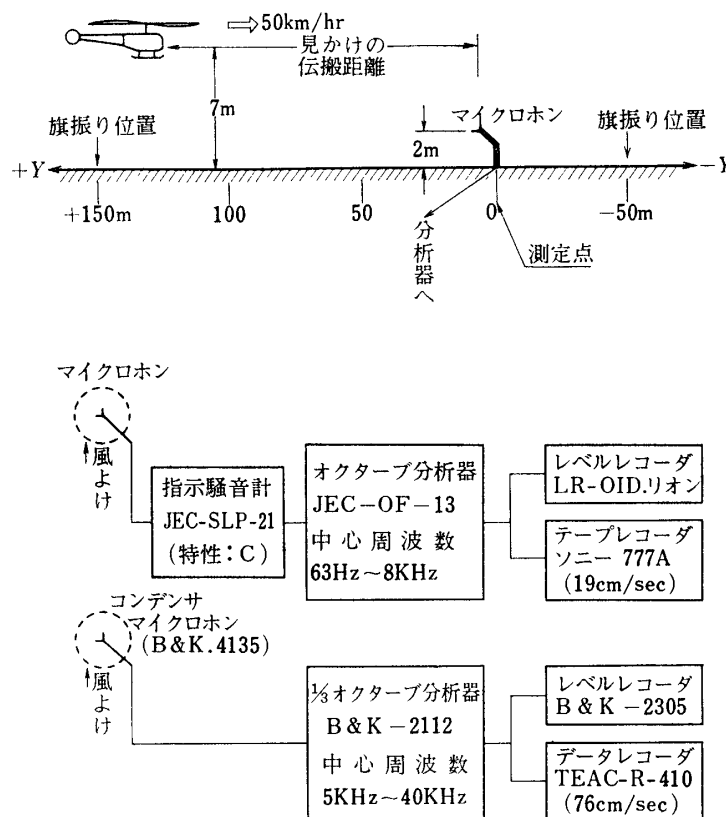 ⇨50km/hr
見かけの
伝搬距離
7m
旗振り位置
マイクロホン
旗振り位置
2m
+Y
-Y
+150m
100
50
0
-50m
分析器へ
測定点
マイクロホン
風よけ
指示騒音計
JEC-SLP-21
(特性:C)
オクターブ分析器
JEC-OF-13
中心周波数
63Hz~8KHz
レベルレコーダ
LR-OID.リオン
テープレコーダ
ソニー 777A
(19cm/sec)
コンデンサ
マイクロホン
(B&K.4135)
風よけ
⅓オクターブ分析器
B&K-2112
中心周波数
5KHz~40KHz
レベルレコーダ
B&K-2305
データレコーダ
TEAC-R-410
(76cm/sec)